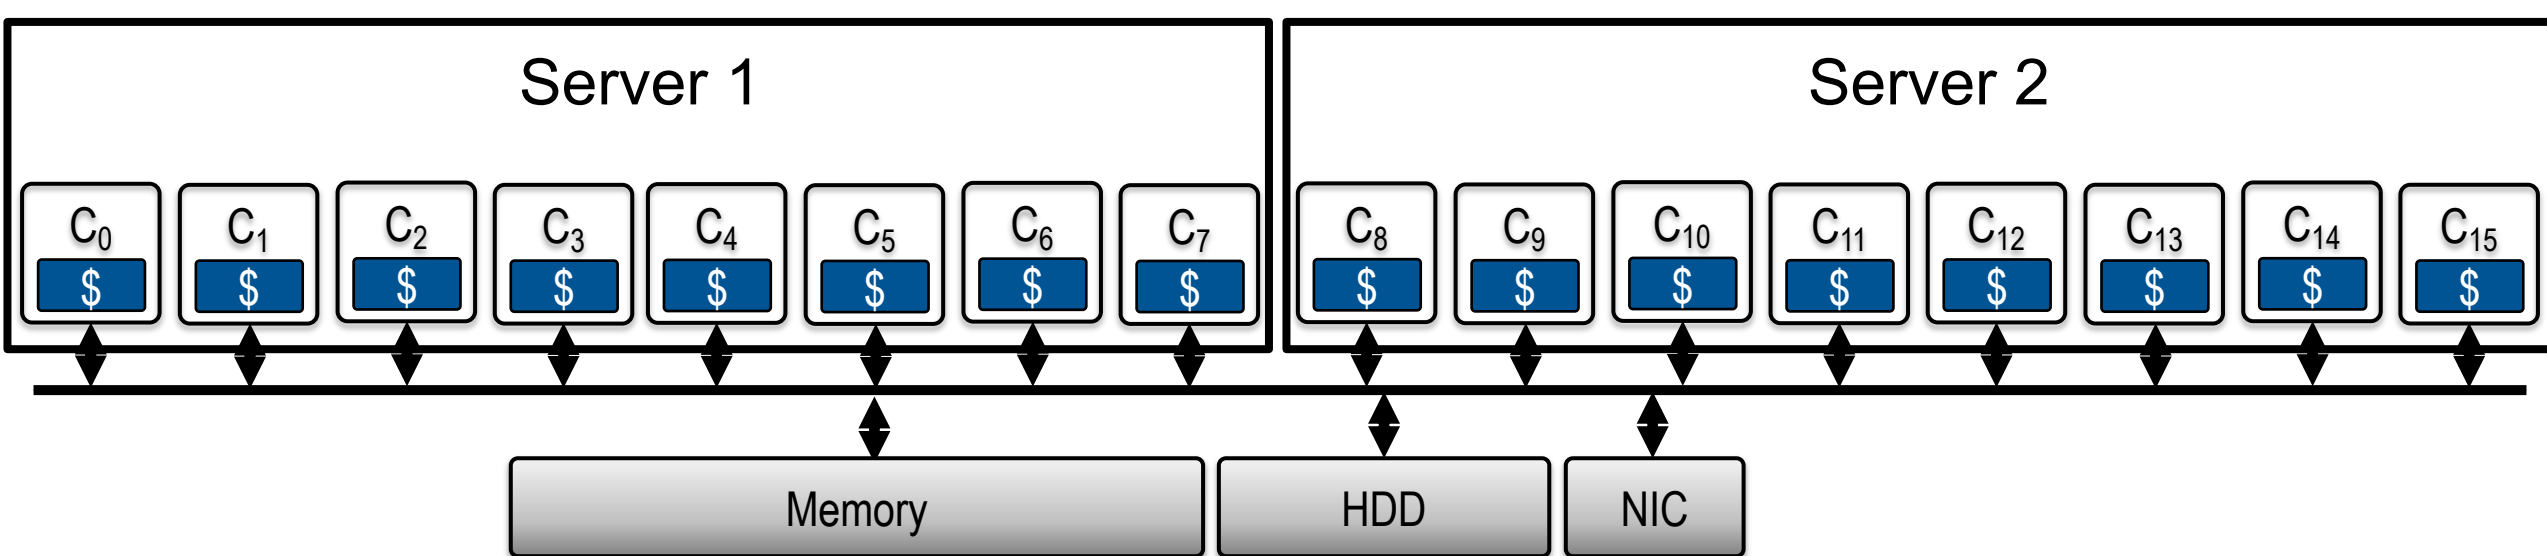 Server 1 Server 2
C0 C1 C2 C3 C4 C5 C6 C7 C8 C9 C10 C11 C12 C13 C14 C15
$ $ $ $ $ $ $ $ $ $ $ $ $ $ $ $
Memory HDD NIC